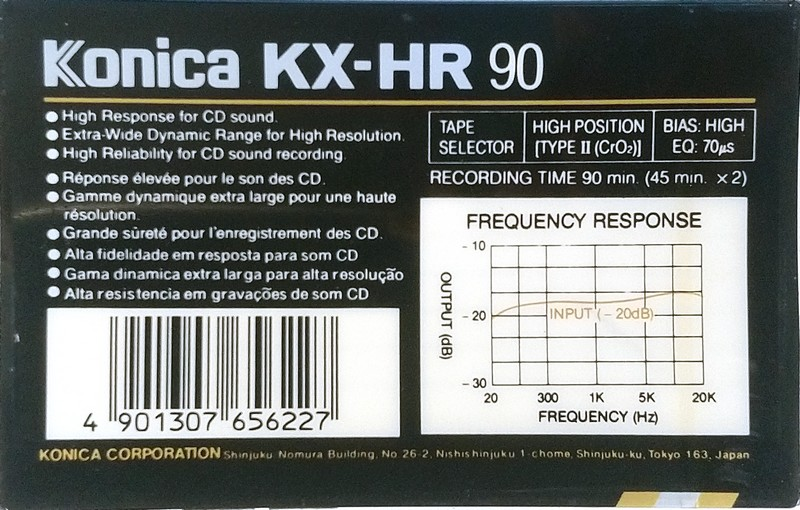 Konica KX-HR 90
● High Response for CD sound.
● Extra-Wide Dynamic Range for High Resolution.
● High Reliability for CD sound recording.
● Réponse élevée pour le son des CD.
● Gamme dynamique extra large pour une haute
résolution.
● Grande sûreté pour l'enregistrement des CD.
● Alta fidelidade em resposta para som CD
● Gama dinamica extra larga para alta resolução
● Alta resistencia em gravações de som CD
4 901307 656227
TAPE
SELECTOR
HIGH POSITION
[TYPE II (CrO₂)]
BIAS: HIGH
EQ: 70μs
RECORDING TIME 90 min. (45 min. × 2)
FREQUENCY RESPONSE
OUTPUT (dB)
- 10
- 20
- 30
INPUT (- 20dB)
20 300 1K 5K 20K
FREQUENCY (Hz)
KONICA CORPORATION Shinjuku Nomura Building, No 26-2, Nishishinjuku 1-chome, Shinjuku-ku, Tokyo 163, Japan